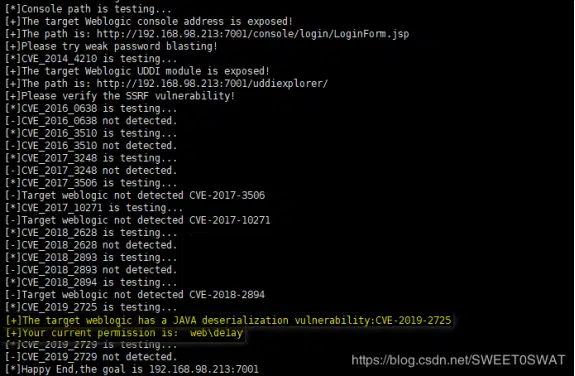 [*]Console path is testing...
[+]The target Weblogic console address is exposed!
[+]The path is: http://192.168.98.213:7001/console/login/LoginForm.jsp
[+]Please try weak password blasting!
[*]CVE_2014_4210 is testing...
[+]The target Weblogic UDDI module is exposed!
[+]The path is: http://192.168.98.213:7001/uddiexplorer/
[+]Please verify the SSRF vulnerability!
[*]CVE_2016_0638 is testing...
[-]CVE_2016_0638 not detected.
[*]CVE_2016_3510 is testing...
[-]CVE_2016_3510 not detected.
[*]CVE_2017_3248 is testing...
[-]CVE_2017_3248 not detected.
[*]CVE_2017_3506 is testing...
[-]Target weblogic not detected CVE-2017-3506
[*]CVE_2017_10271 is testing...
[-]Target weblogic not detected CVE-2017-10271
[*]CVE_2018_2628 is testing...
[-]CVE_2018_2628 not detected.
[*]CVE_2018_2893 is testing...
[-]CVE_2018_2893 not detected.
[*]CVE_2018_2894 is testing...
[-]Target weblogic not detected CVE-2018-2894
[*]CVE_2019_2725 is testing...
[+]The target weblogic has a JAVA deserialization vulnerability:CVE-2019-2725
[+]Your current permission is:  web\delay
[*]CVE_2019_2729 is testing...
[-]CVE_2019_2729 not detected.
[*]Happy End,the goal is 192.168.98.213:7001
https://blog.csdn.net/SWEET0SWAT